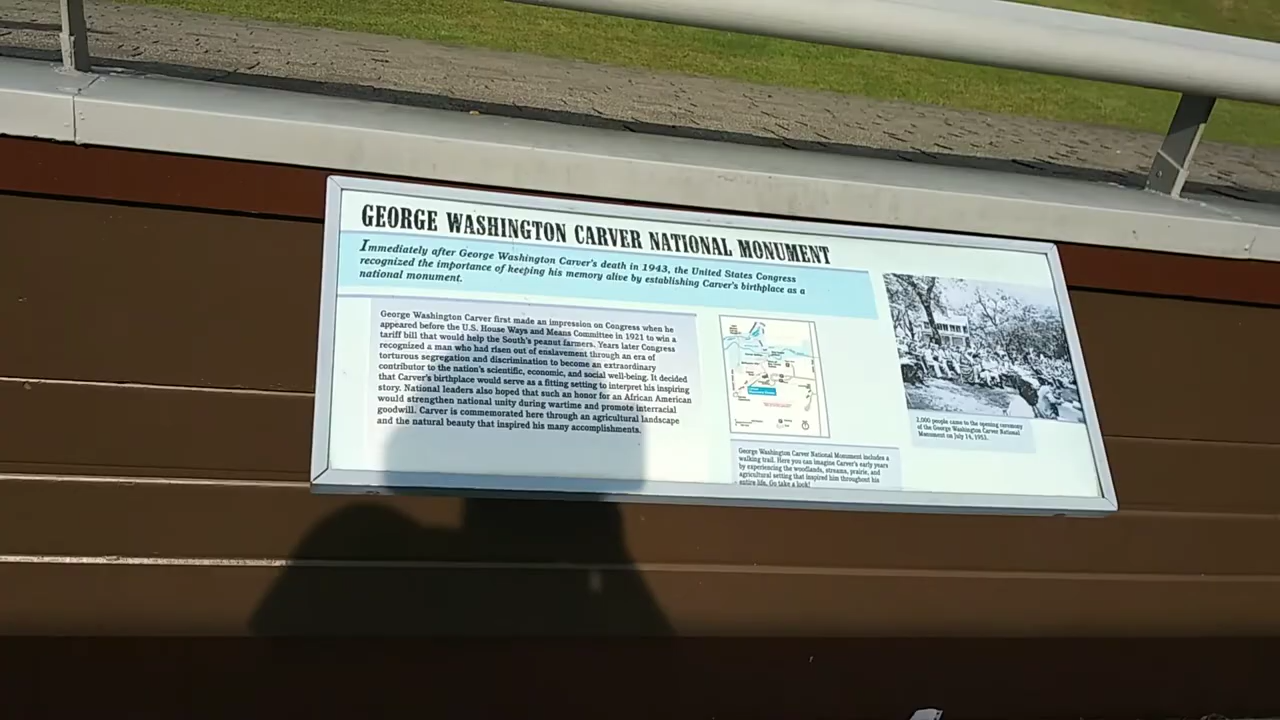 GEORGE WASHINGTON CARVER NATIONAL MONUMENT
Immediately after George Washington Carver's death in 1943, the United States Congress
recognized the importance of keeping his memory alive by establishing Carver's birthplace as a
national monument.
George Washington Carver first made an impression on Congress when he
appeared before the U.S. House Ways and Means Committee in 1921 to win a
tariff bill that would help the South's peanut farmers. Years later Congress
recognized a man who had risen out of enslavement through an era of
torturous segregation and discrimination to become an extraordinary
contributor to the nation's scientific, economic, and social well-being. It decided
that Carver's birthplace would serve as a fitting setting to interpret his inspiring
story. National leaders also hoped that such an honor for an African American
would strengthen national unity during wartime and promote interracial
goodwill. Carver is commemorated here through an agricultural landscape
and the natural beauty that inspired his many accomplishments.
George Washington Carver National Monument includes a
walking trail. Here you can imagine Carver's early years
by experiencing the woodlands, streams, prairie, and
agricultural setting that inspired him throughout his
entire life. Go take a look!
2,000 people came to the opening ceremony
of the George Washington Carver National
Monument on July 14, 1953.